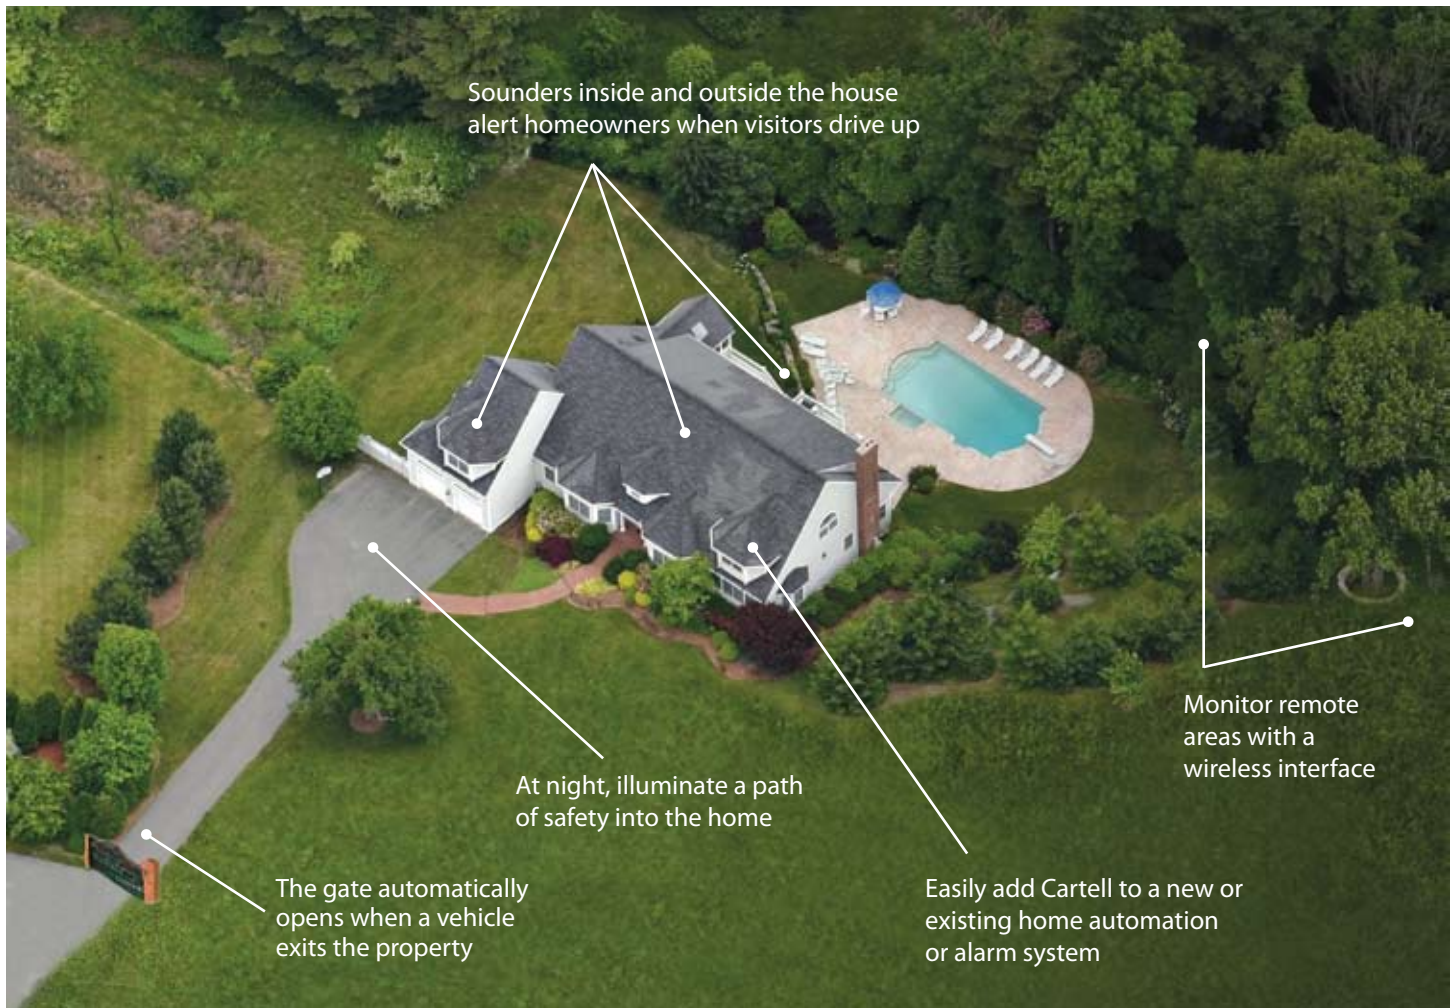 Sounders inside and outside the house
alert homeowners when visitors drive up
Monitor remote
areas with a
wireless interface
At night, illuminate a path
of safety into the home
The gate automatically
opens when a vehicle
exits the property
Easily add Cartell to a new or
existing home automation
or alarm system